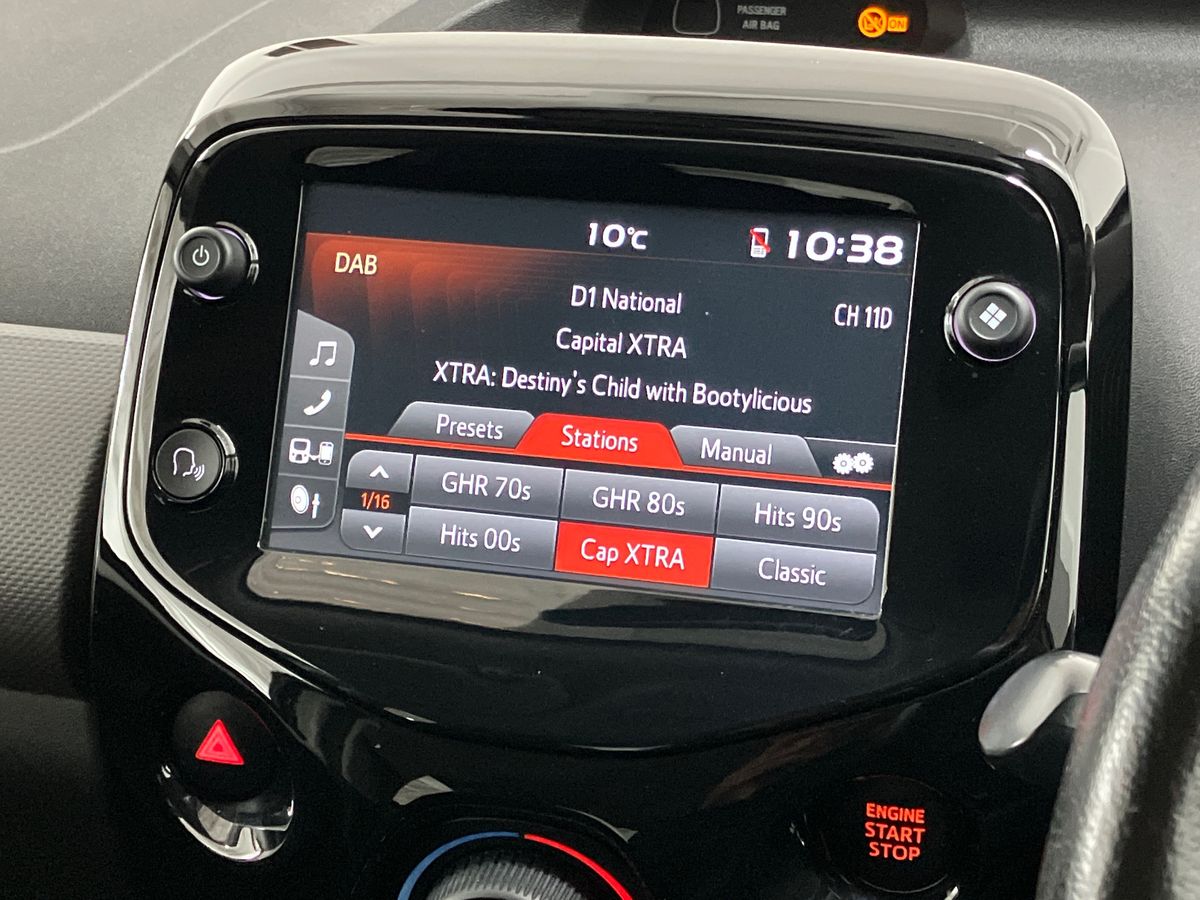 PASSENGER
AIR BAG
ON
10°C
10:38
DAB
D1 National
CH 11D
Capital XTRA
XTRA: Destiny's Child with Bootylicious
Presets
Stations
Manual
1/16
GHR 70s
GHR 80s
Hits 90s
Hits 00s
Cap XTRA
Classic
ENGINE
START
STOP